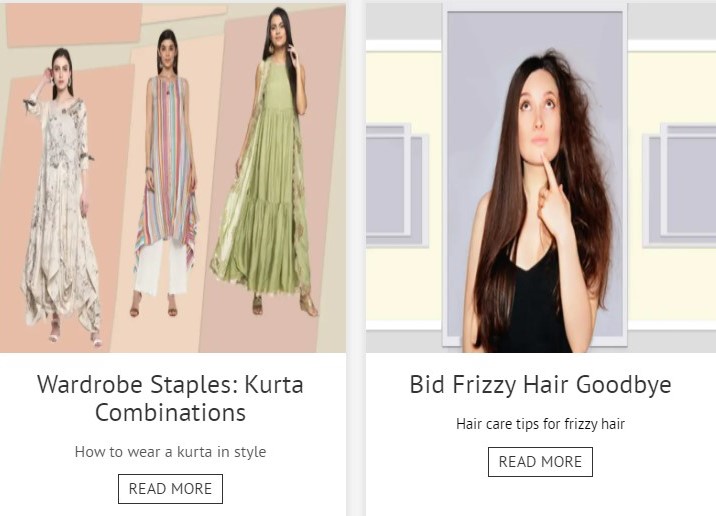 Wardrobe Staples: Kurta
Combinations
How to wear a kurta in style
READ MORE
Bid Frizzy Hair Goodbye
Hair care tips for frizzy hair
READ MORE